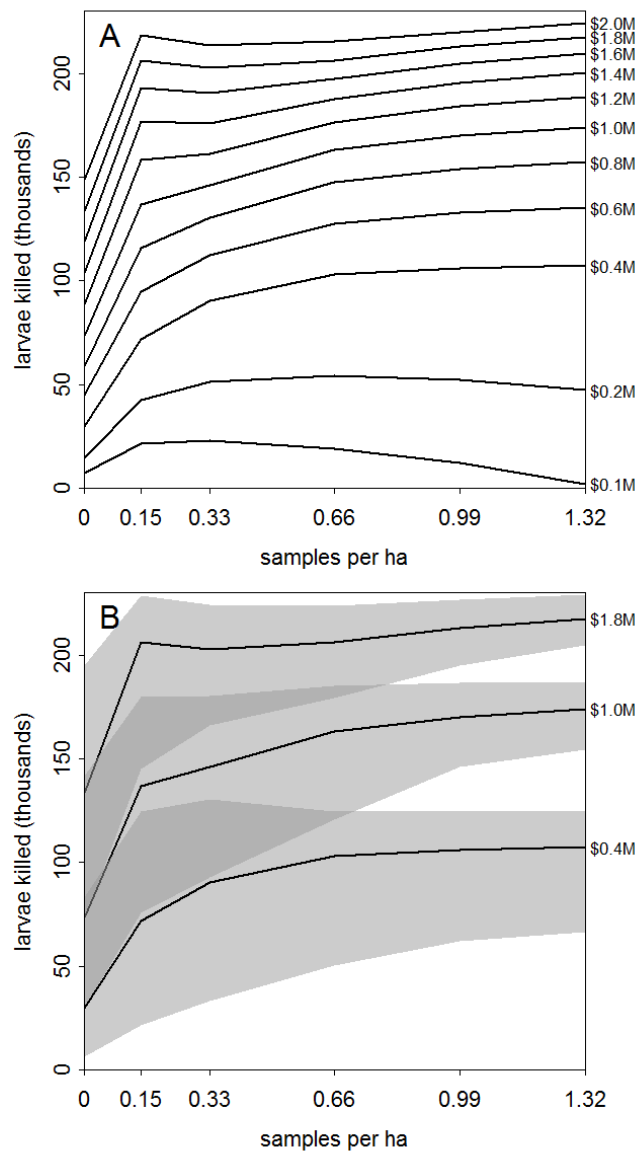 A
larvae killed (thousands)
200
150
100
50
0
$2.0M
$1.8M
$1.6M
$1.4M
$1.2M
$1.0M
$0.8M
$0.6M
$0.4M
$0.2M
$0.1M
0 0.15 0.33 0.66 0.99 1.32
samples per ha
B
larvae killed (thousands)
200
150
100
50
0
$1.8M
$1.0M
$0.4M
0 0.15 0.33 0.66 0.99 1.32
samples per ha